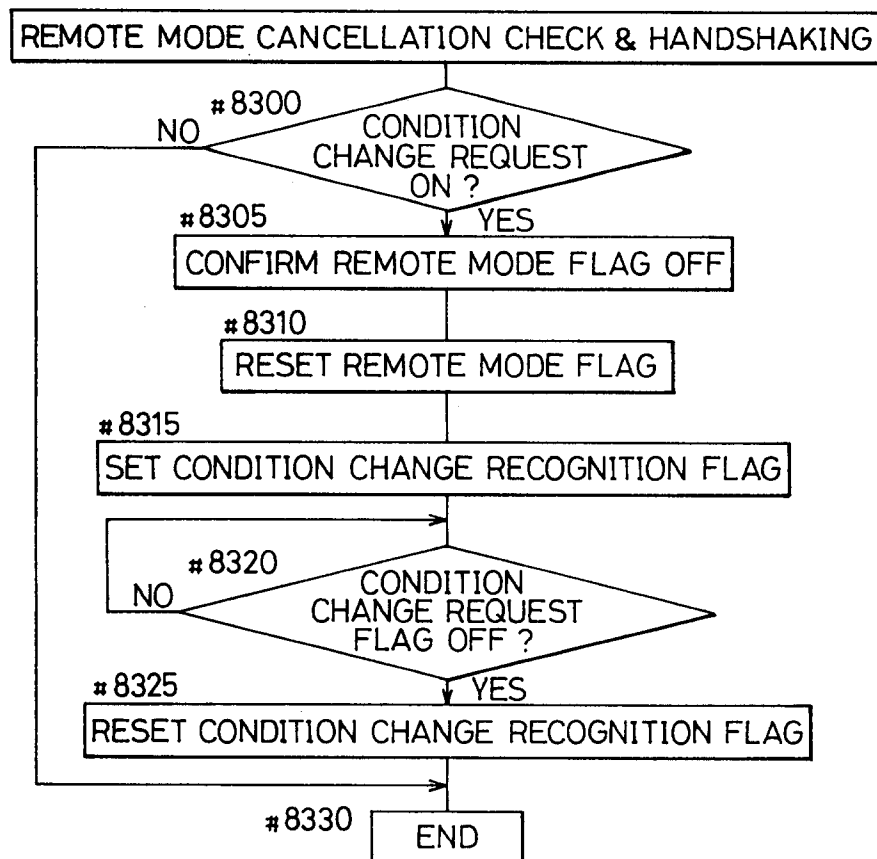 REMOTE MODE CANCELLATION CHECK & HANDSHAKING
#8300
NO
CONDITION
CHANGE REQUEST
ON ?
#8305
YES
CONFIRM REMOTE MODE FLAG OFF
#8310
RESET REMOTE MODE FLAG
#8315
SET CONDITION CHANGE RECOGNITION FLAG
#8320
NO
CONDITION
CHANGE REQUEST
FLAG OFF ?
#8325
YES
RESET CONDITION CHANGE RECOGNITION FLAG
#8330
END